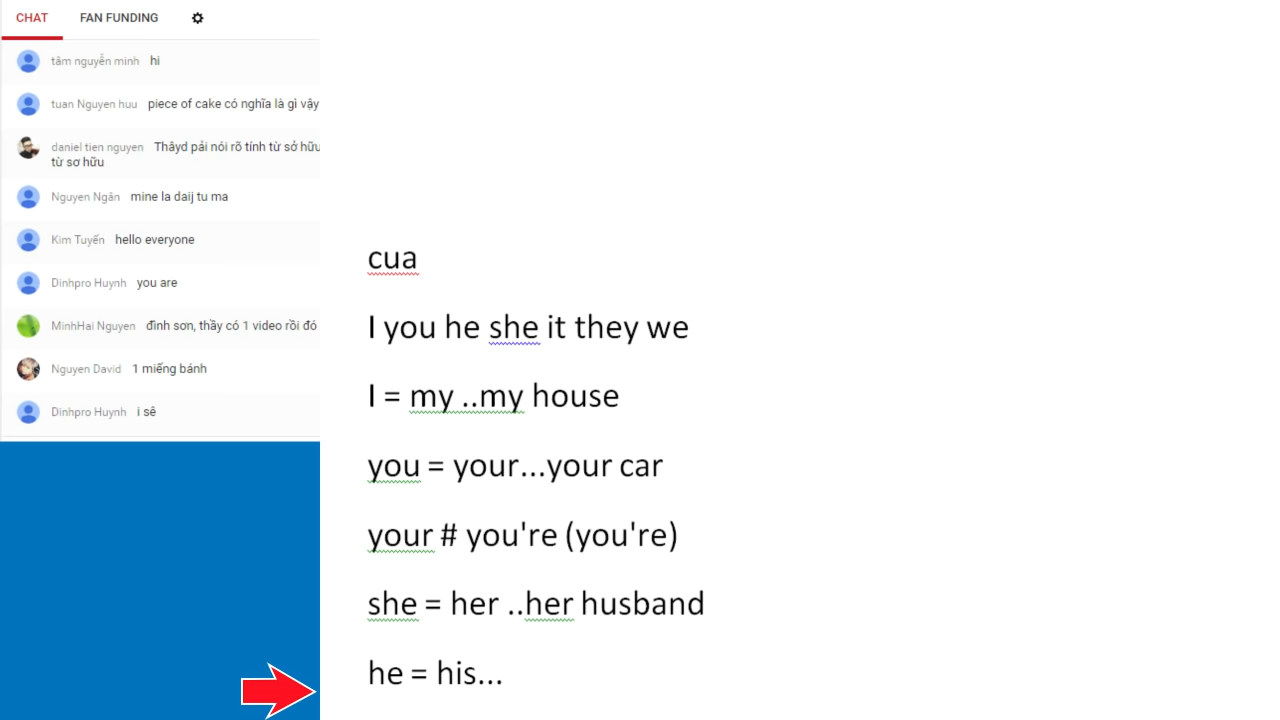 CHAT FAN FUNDING
tâm nguyễn minh hi
tuan Nguyen huu piece of cake có nghĩa là gì vậy
daniel tien nguyen Thâyd pải nói rõ tính từ sở hữu
từ sơ hữu
Nguyen Ngân mine la daij tu ma
Kim Tuyến hello everyone
Dinhpro Huynh you are
MinhHai Nguyen đình sơn, thầy có 1 video rồi đó
Nguyen David 1 miếng bánh
Dinhpro Huynh i sê
cua
I you he she it they we
I = my ..my house
you = your...your car
your # you're (you're)
she = her ..her husband
he = his...